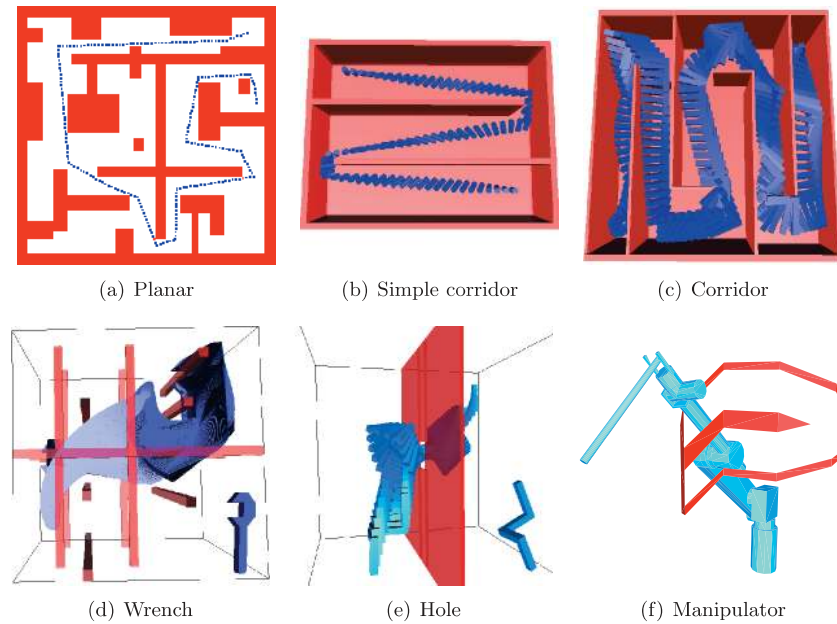 (a) Planar
(b) Simple corridor
(c) Corridor
(d) Wrench
(e) Hole
(f) Manipulator